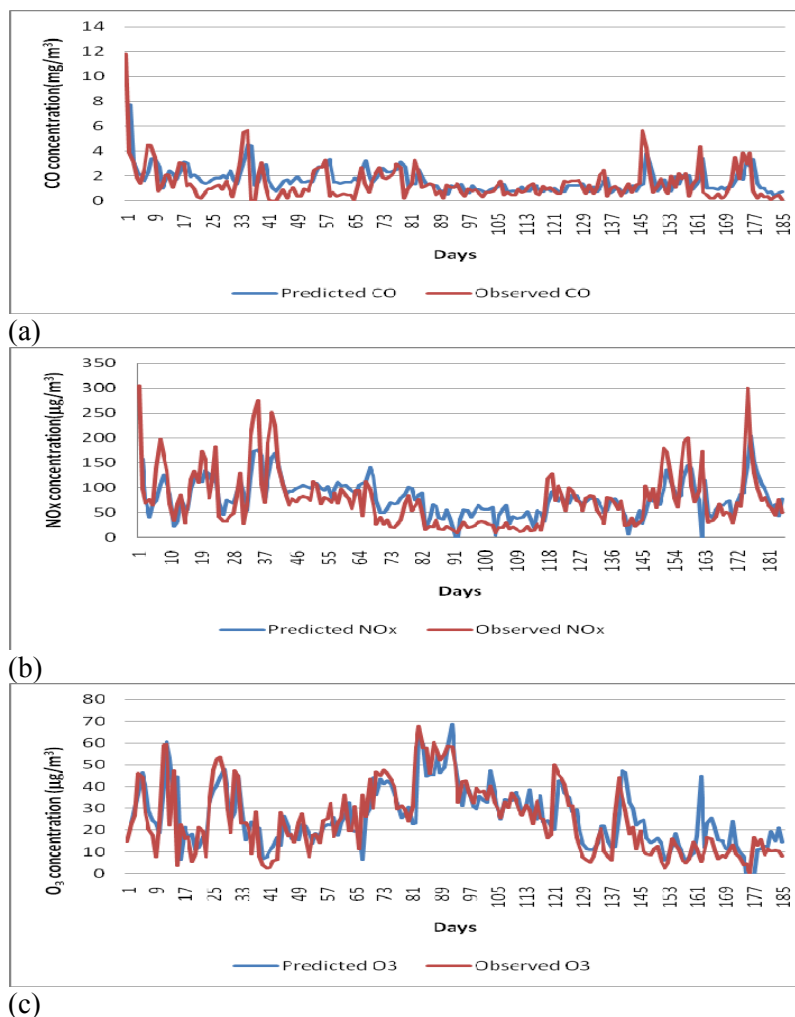 14
12
10
8
6
4
2
0
CO concentration(mg/m³)
1 9 17 25 33 41 49 57 65 73 81 89 97 105 113 121 129 137 145 153 161 169 177 185
Days
Predicted CO Observed CO
(a)
350
300
250
200
150
100
50
0
NOx concentration(µg/m³)
1 10 19 28 37 46 55 64 73 82 91 100 109 118 127 136 145 154 163 172 181
Days
Predicted NOx Observed NOx
(b)
80
70
60
50
40
30
20
10
0
O₃ concentration(µg/m³)
1 9 17 25 33 41 49 57 65 73 81 89 97 105 113 121 129 137 145 153 161 169 177 185
Days
Predicted O3 Observed O3
(c)